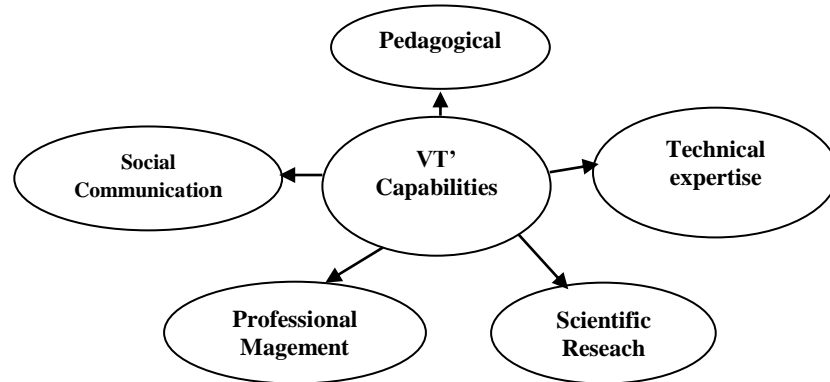 Pedagogical
Social
Communication
VT’
Capabilities
Technical
expertise
Professional
Magement
Scientific
Reseach